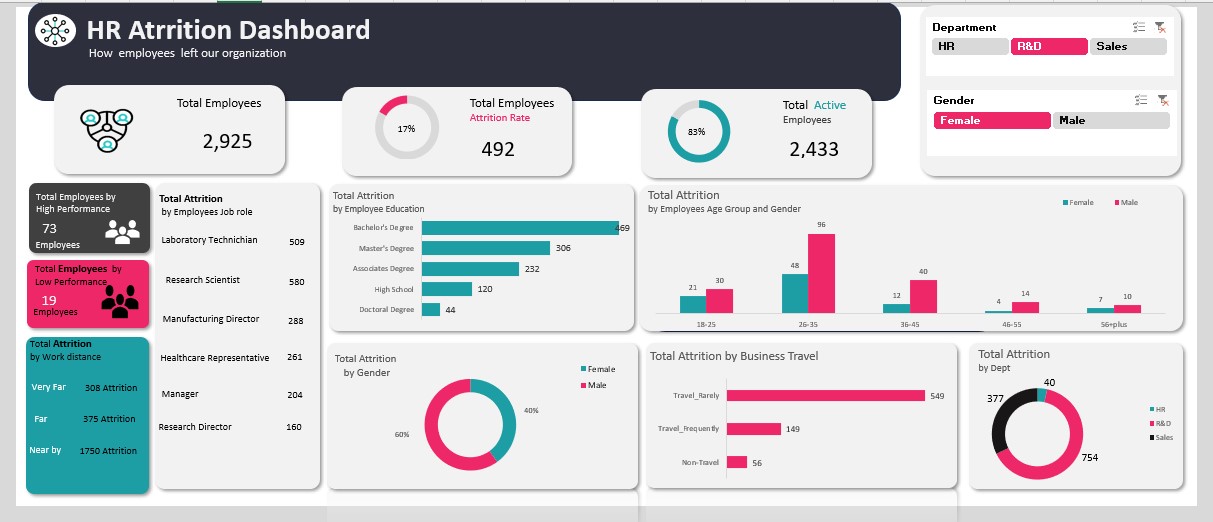 HR Atrrition Dashboard
How employees left our organization
Department
HR
R&D
Sales
Gender
Female
Male
Total Employees
2,925
17%
Total Employees
Attrition Rate
492
83%
Total Active
Employees
2,433
Total Employees by
High Performance
73
Employees
Total Employees by
Low Performance
19
Employees
Total Attrition
by Work distance
Very Far 308 Attrition
Far 375 Attrition
Near by 1750 Attrition
Total Attrition
by Employees Job role
Laboratory Technichian 509
Research Scientist 580
Manufacturing Director 288
Healthcare Representative 261
Manager 204
Research Director 160
Total Attrition
by Employee Education
Bachelor's Degree 469
Master's Degree 306
Associates Degree 232
High School 120
Doctoral Degree 44
Total Attrition
by Employees Age Group and Gender
Female Male
21 30 48 96 12 40 4 14 7 10
18-25 26-35 36-45 46-55 56+plus
Total Attrition
by Gender
Female
Male
40%
60%
Total Attrition by Business Travel
Travel_Rarely 549
Travel_Frequently 149
Non-Travel 56
Total Attrition
by Dept
40
377
754
HR
R&D
Sales